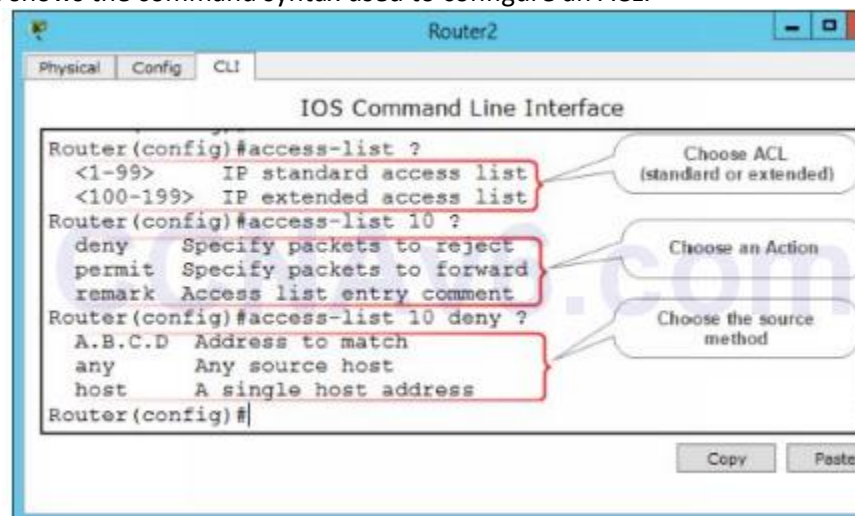 shows the command syntax used to configure an ACL.
Router2
Physical Config CLI
IOS Command Line Interface
Router(config)#access-list ?
<1-99> IP standard access list
<100-199> IP extended access list
Choose ACL
(standard or extended)
Router(config)#access-list 10 ?
deny Specify packets to reject
permit Specify packets to forward
remark Access list entry comment
Choose an Action
Router(config)#access-list 10 deny ?
A.B.C.D Address to match
any Any source host
host A single host address
Choose the source
method
Router(config)#
Copy Paste